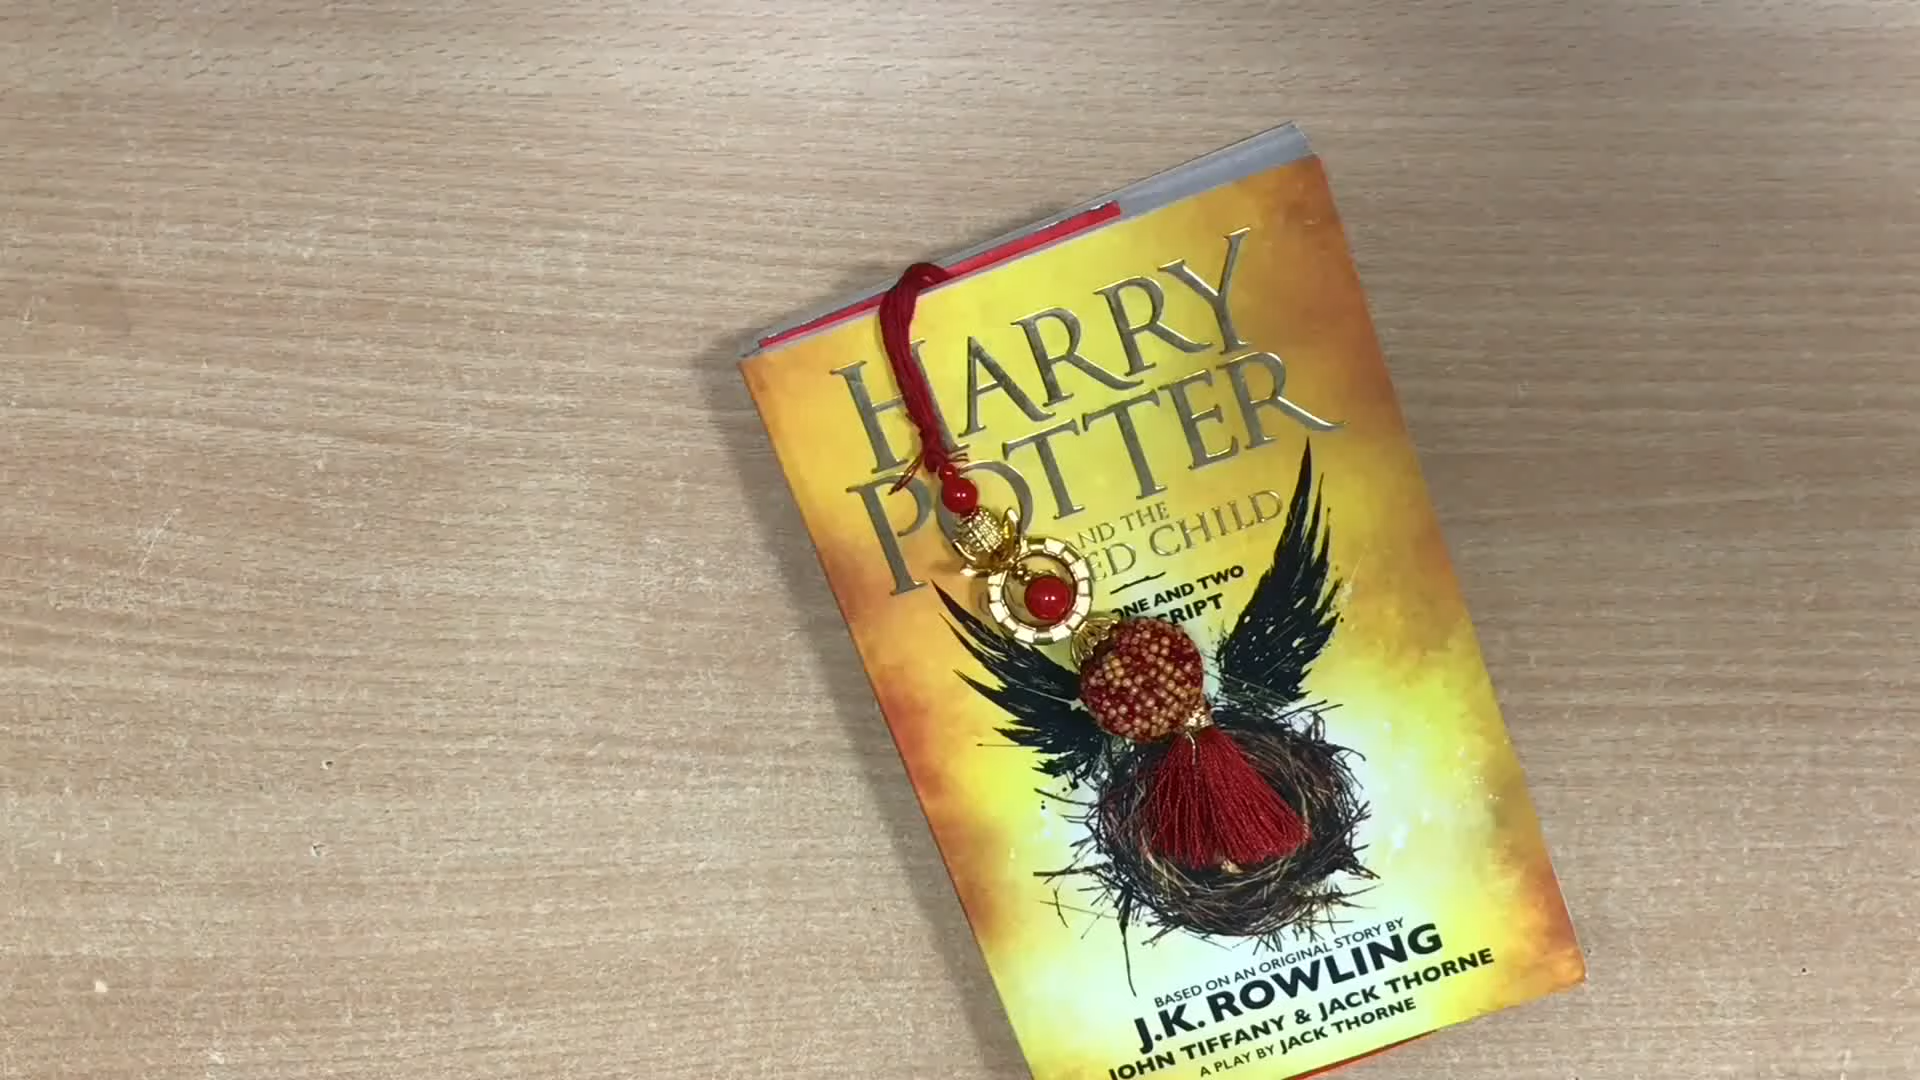 HARRY
POTTER
AND THE
ED CHILD
ONE AND TWO
SCRIPT
BASED ON AN ORIGINAL STORY BY
J.K. ROWLING
JOHN TIFFANY & JACK THORNE
A PLAY BY JACK THORNE